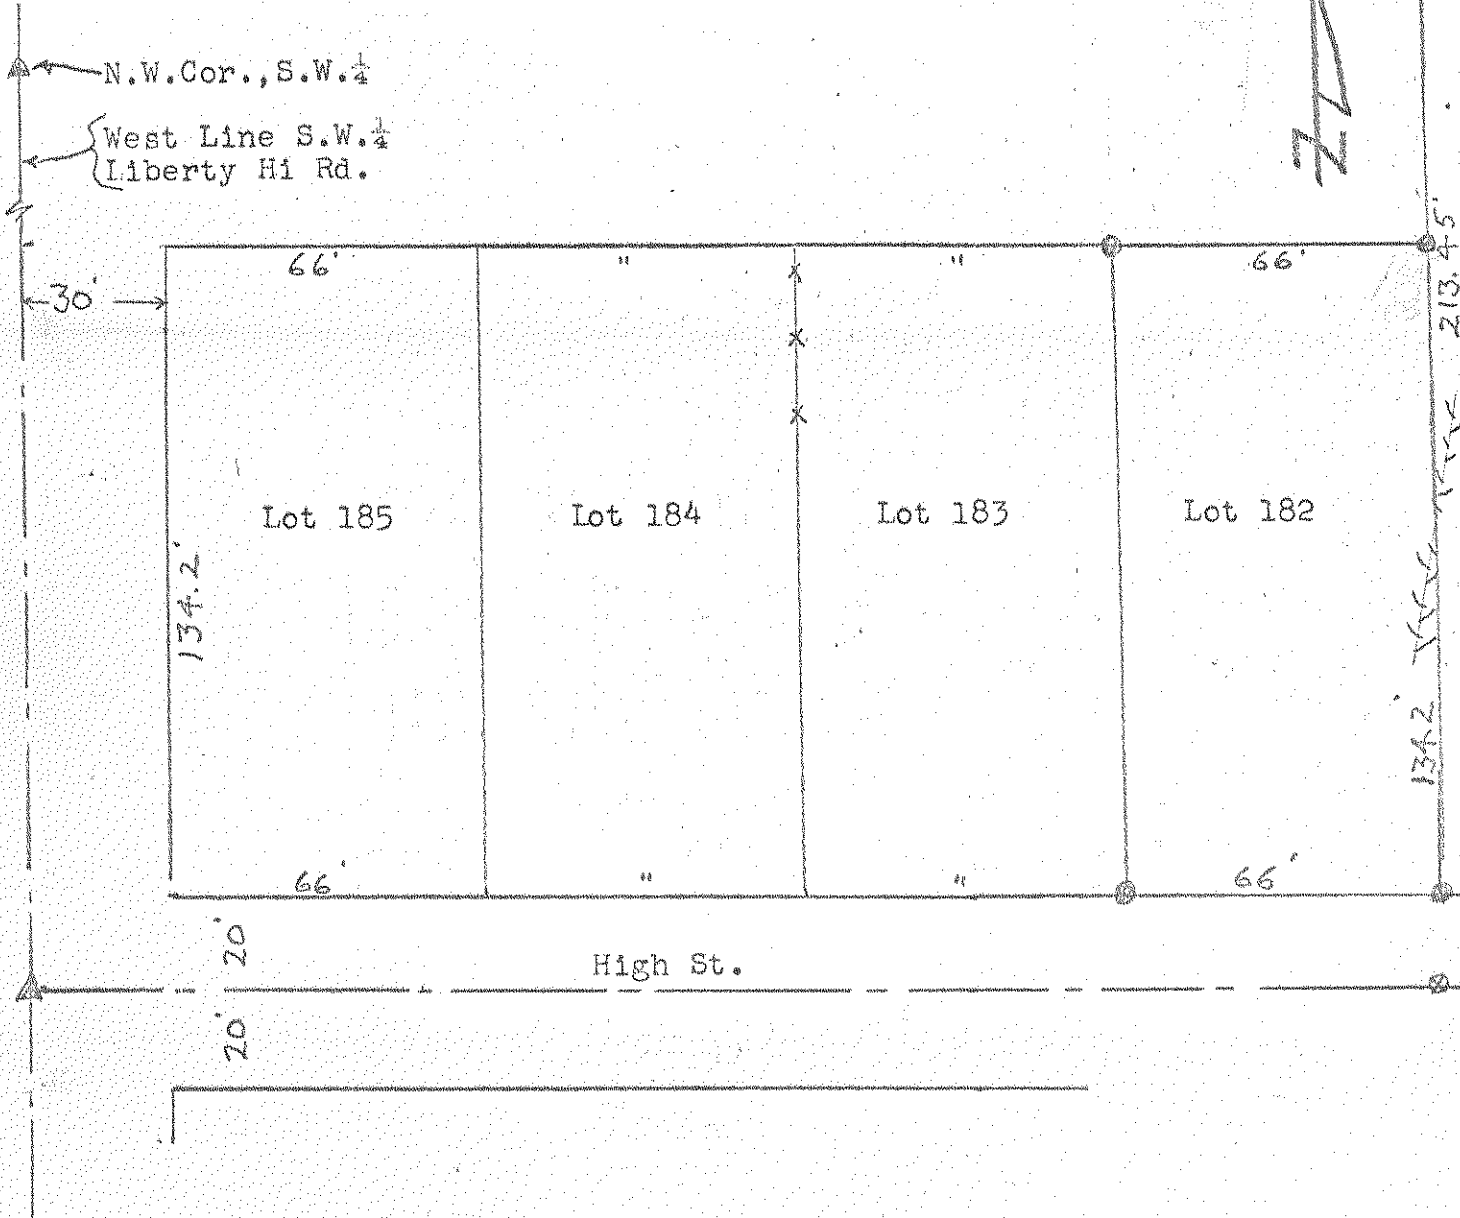 N.W.Cor.,S.W.¼
West Line S.W.¼
Liberty Hi Rd.
N
66'
"
"
66'
213.45'
30'
Lot 185
Lot 184
Lot 183
Lot 182
134.2'
134.2'
66'
"
"
66'
20'
High St.
20'